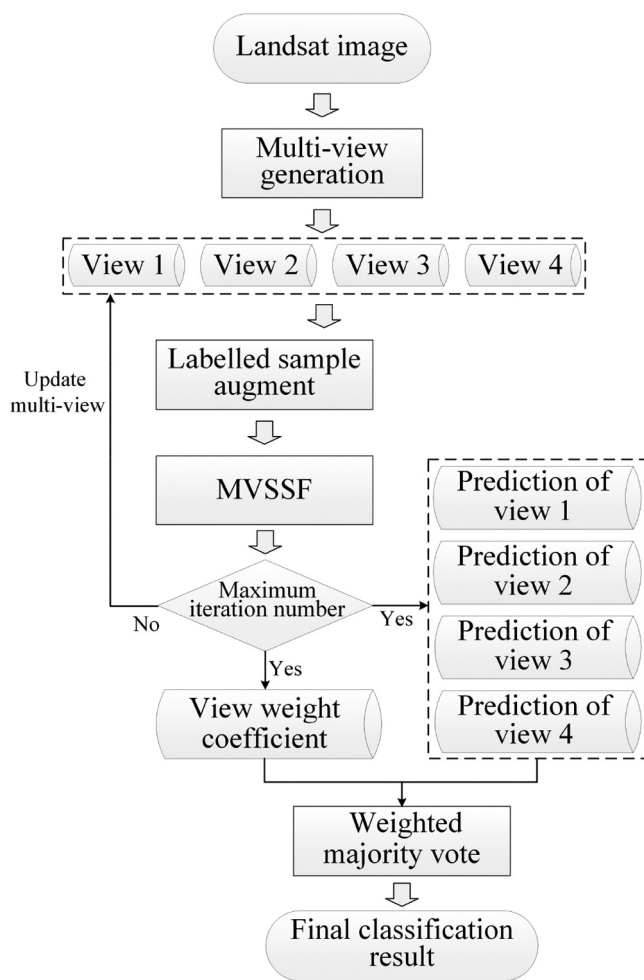 Landsat image
Multi-view
generation
View 1
View 2
View 3
View 4
Labelled sample
augment
Update
multi-view
MVSSF
Maximum
iteration number
No
Yes
Yes
Prediction of
view 1
Prediction of
view 2
Prediction of
view 3
Prediction of
view 4
View weight
coefficient
Weighted
majority vote
Final classification
result